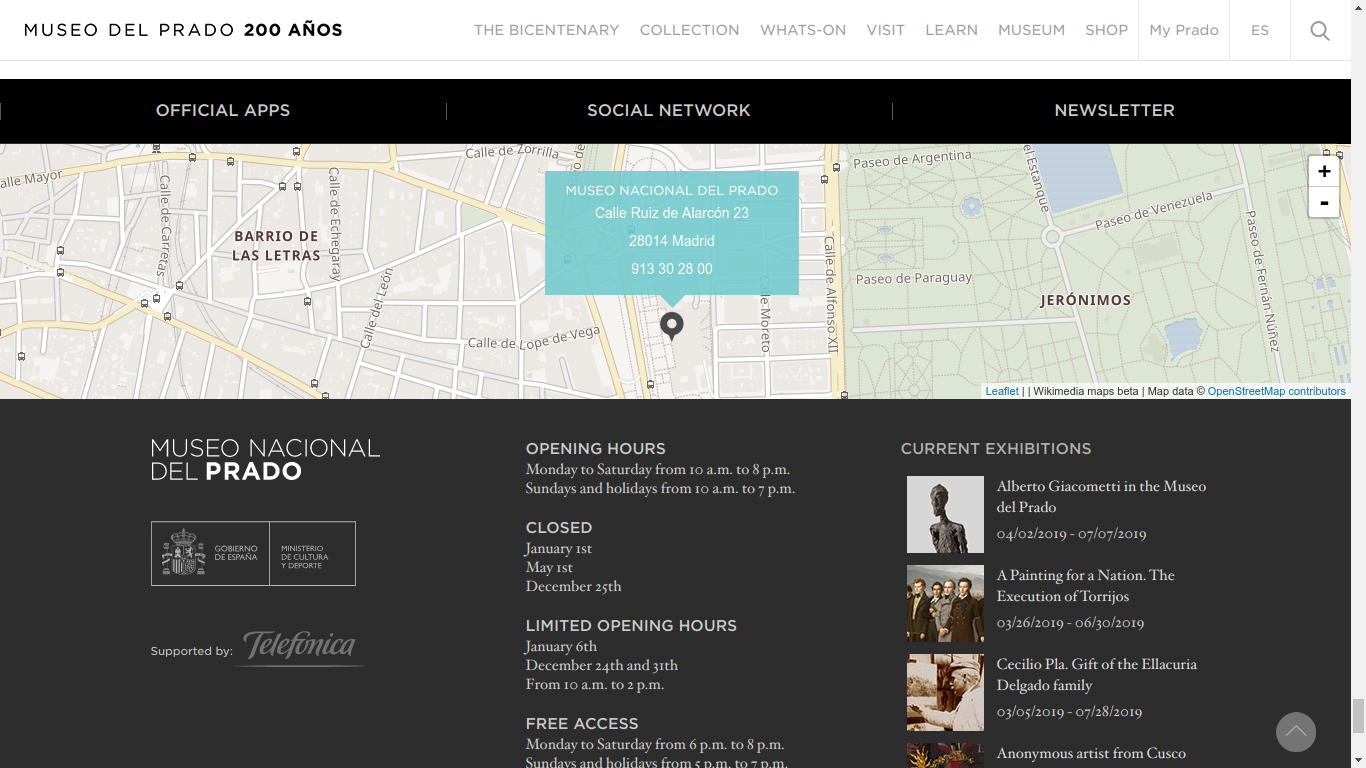 MUSEO DEL PRADO 200 AÑOS
THE BICENTENARY
COLLECTION
WHATS-ON
VISIT
LEARN
MUSEUM
SHOP
My Prado
ES
OFFICIAL APPS
SOCIAL NETWORK
NEWSLETTER
alle Mayor
Calle de Carretas
BARRIO DE
LAS LETRAS
Calle de Echegaray
Calle del León
Calle de Zorrilla
Calle de Lope de Vega
MUSEO NACIONAL DEL PRADO
Calle Ruiz de Alarcón 23
28014 Madrid
913 30 28 00
Calle de Moreto
Calle de Alfonso XII
Paseo de Argentina
del Estanque
Paseo de Venezuela
Paseo de Paraguay
JERÓNIMOS
Paseo de Fernán Núñez
+
-
Leaflet | | Wikimedia maps beta | Map data © OpenStreetMap contributors
MUSEO NACIONAL
DEL PRADO
GOBIERNO
DE ESPAÑA
MINISTERIO
DE CULTURA
Y DEPORTE
Supported by: Telefónica
OPENING HOURS
Monday to Saturday from 10 a.m. to 8 p.m.
Sundays and holidays from 10 a.m. to 7 p.m.
CLOSED
January 1st
May 1st
December 25th
LIMITED OPENING HOURS
January 6th
December 24th and 31th
From 10 a.m. to 2 p.m.
FREE ACCESS
Monday to Saturday from 6 p.m. to 8 p.m.
Sundays and holidays from 5 p.m. to 7 p.m.
CURRENT EXHIBITIONS
Alberto Giacometti in the Museo
del Prado
04/02/2019 - 07/07/2019
A Painting for a Nation. The
Execution of Torrijos
03/26/2019 - 06/30/2019
Cecilio Pla. Gift of the Ellacuria
Delgado family
03/05/2019 - 07/28/2019
Anonymous artist from Cusco